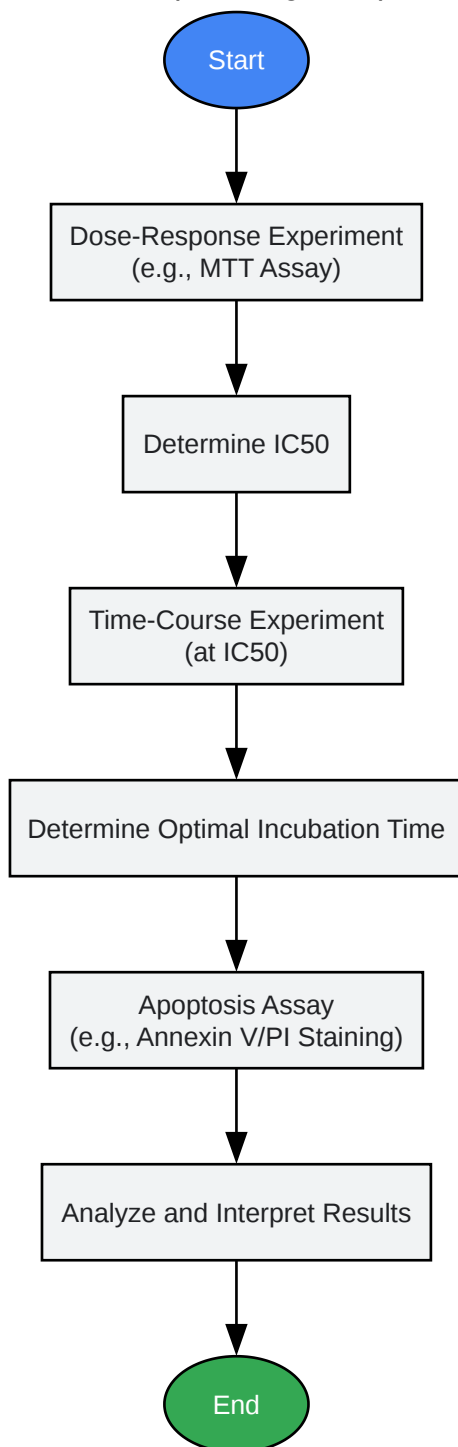 Start
Dose-Response Experiment
(e.g., MTT Assay)
Determine IC50
Time-Course Experiment
(at IC50)
Determine Optimal Incubation Time
Apoptosis Assay
(e.g., Annexin V/PI Staining)
Analyze and Interpret Results
End